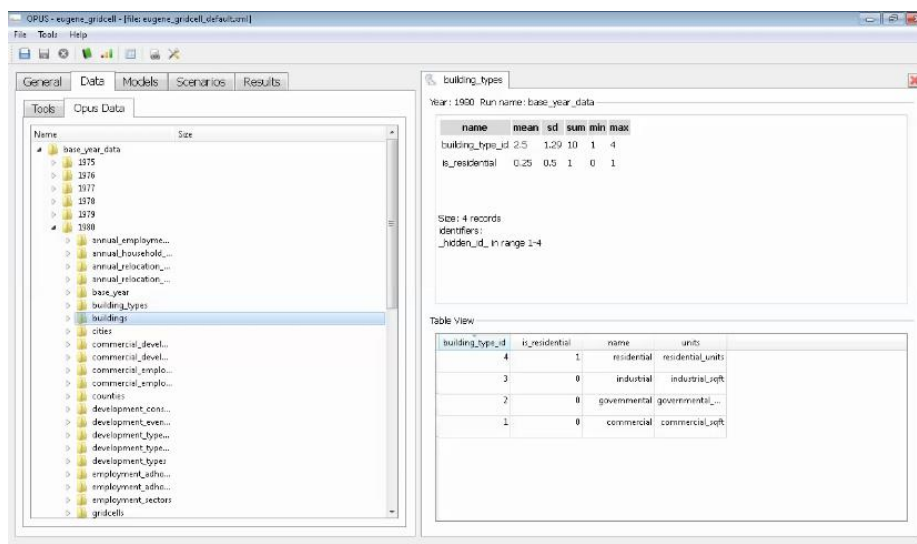 OPUS - eugene_gridcell - [file: eugene_gridcell_default.xml]
File Tools Help
General Data Models Scenarios Results
Tools Opus Data
Name Size
base_year_data
1975
1976
1977
1978
1979
1980
annual_employme...
annual_household_...
annual_relocation_...
annual_relocation_...
base_year
building_types
buildings
cities
commercial_devel...
commercial_devel...
commercial_emplo...
commercial_emplo...
counties
development_cons...
development_even...
development_type...
development_type...
development_types
employment_adho...
employment_adho...
employment_sectors
gridcells
building_types
Year: 1980 Run name: base_year_data
name mean sd sum min max
building_type_id 2.5 1.29 10 1 4
is_residential 0.25 0.5 1 0 1
Size: 4 records
identifiers:
_hidden_id_ in range 1-4
Table View
building_type_id is_residential name units
4 1 residential residential_units
3 0 industrial industrial_sqft
2 0 governmental governmental_...
1 0 commercial commercial_sqft